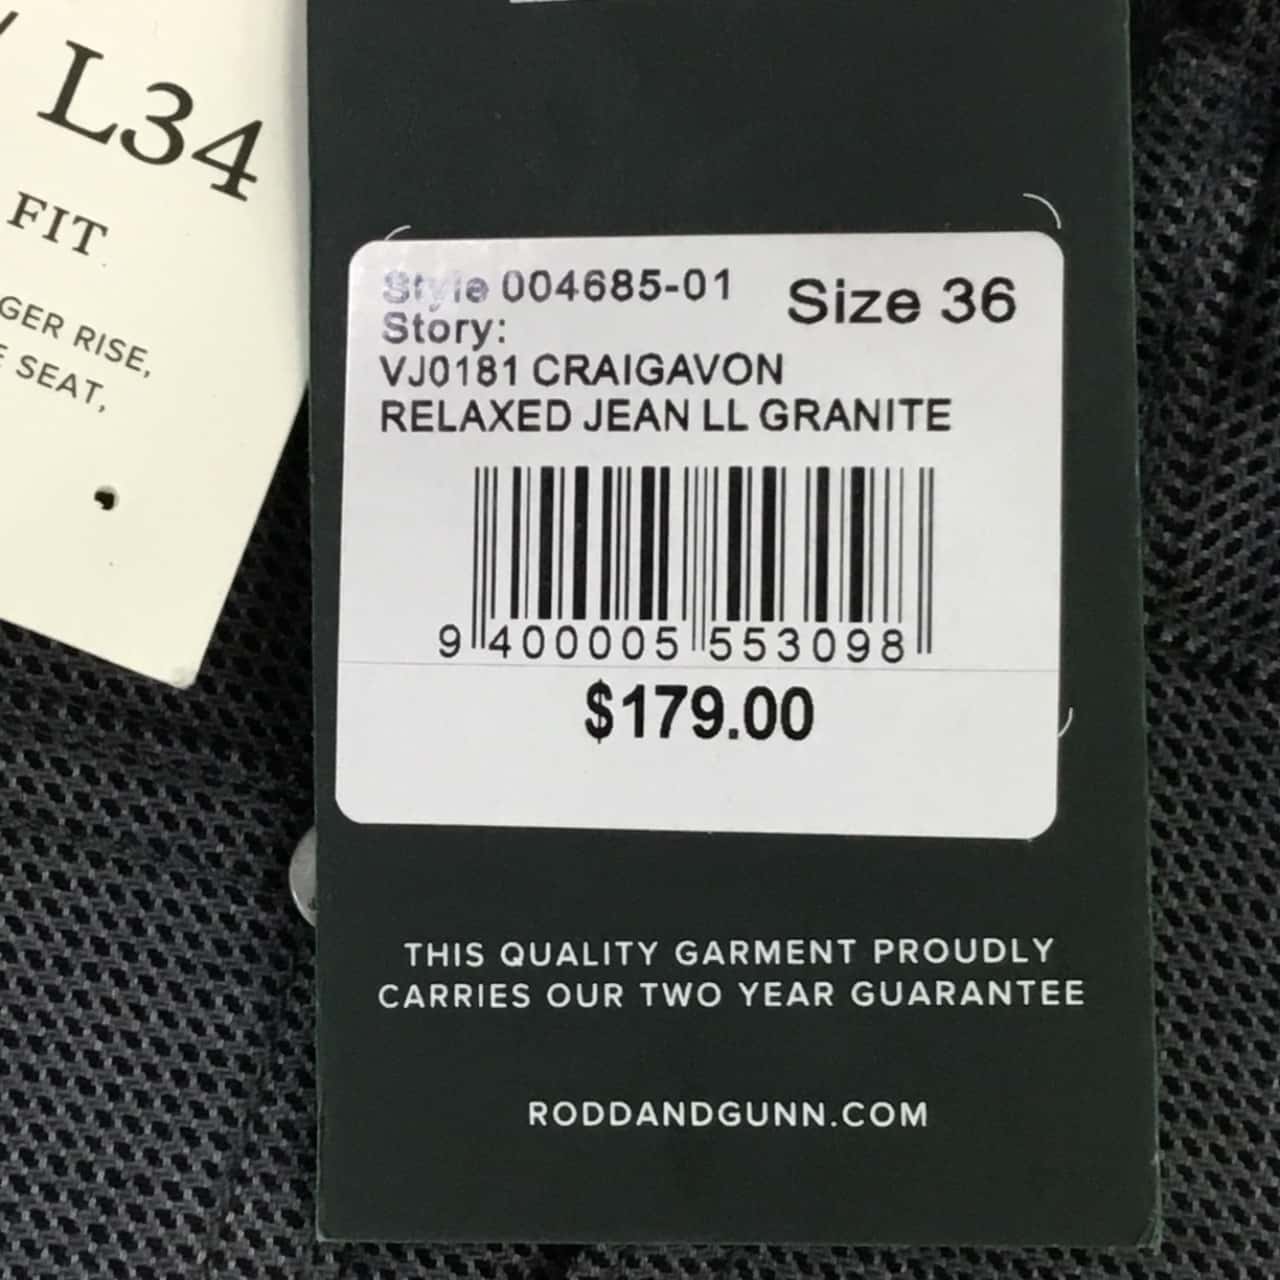 L34
FIT
GER RISE,
SEAT,
Style 004685-01
Size 36
Story:
VJ0181 CRAIGAVON
RELAXED JEAN LL GRANITE
9 400005 553098
$179.00
THIS QUALITY GARMENT PROUDLY
CARRIES OUR TWO YEAR GUARANTEE
RODDANDGUNN.COM